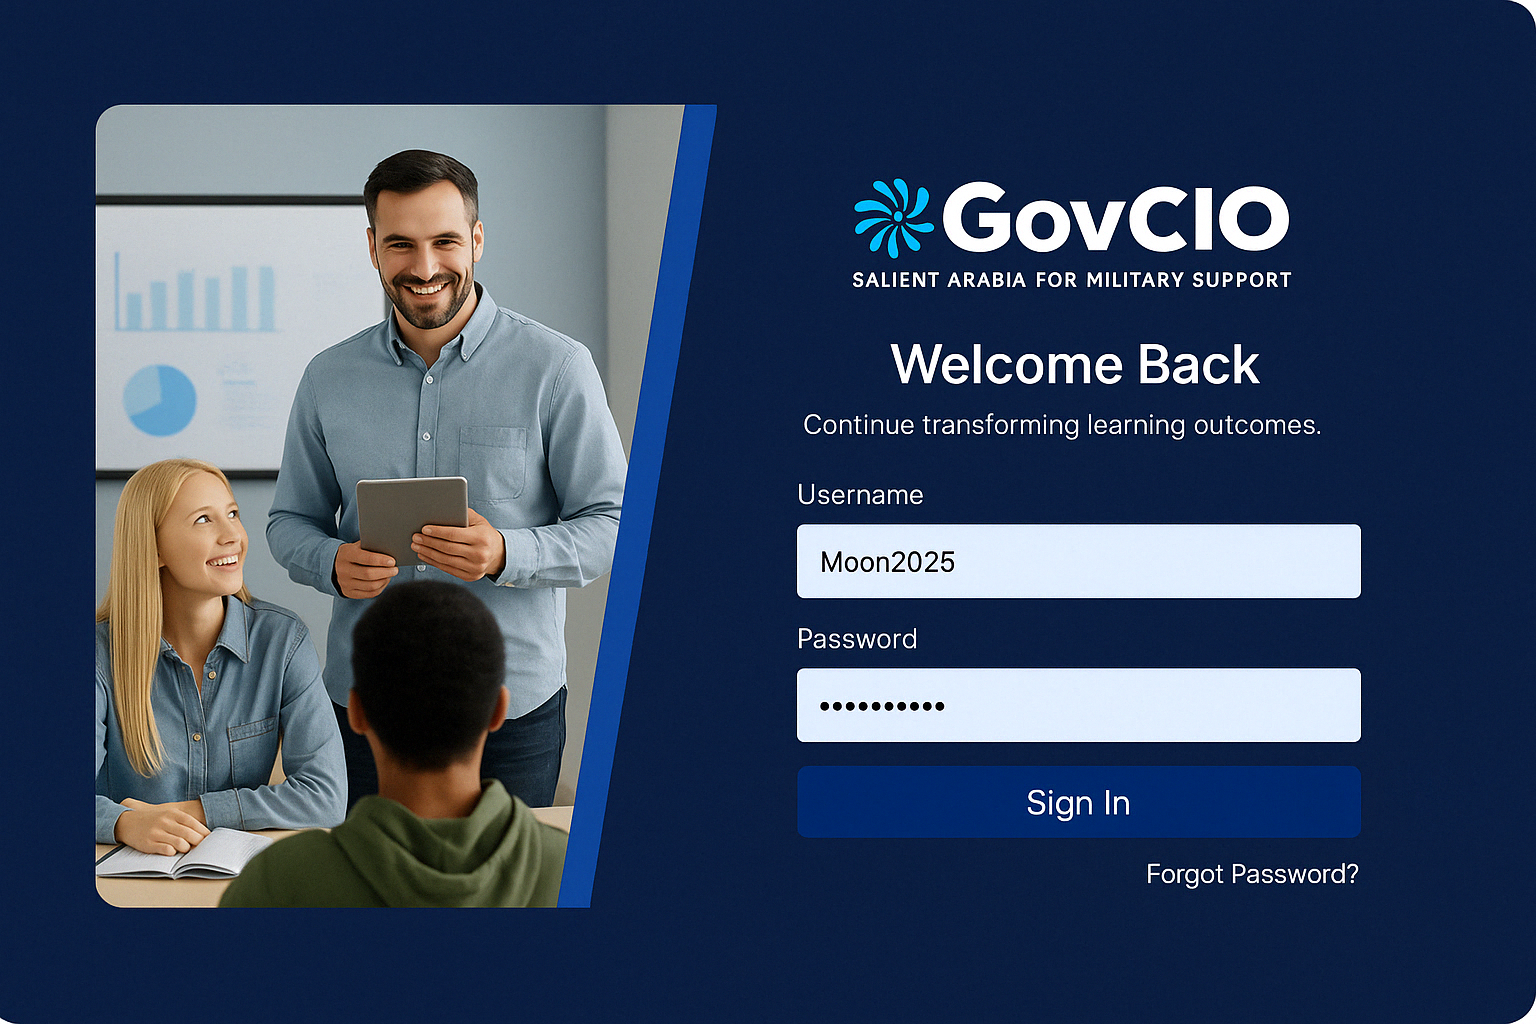 GovCIO
SALIENT ARABIA FOR MILITARY SUPPORT
Welcome Back
Continue transforming learning outcomes.
Username
Moon2025
Password
••••••••••
Sign In
Forgot Password?